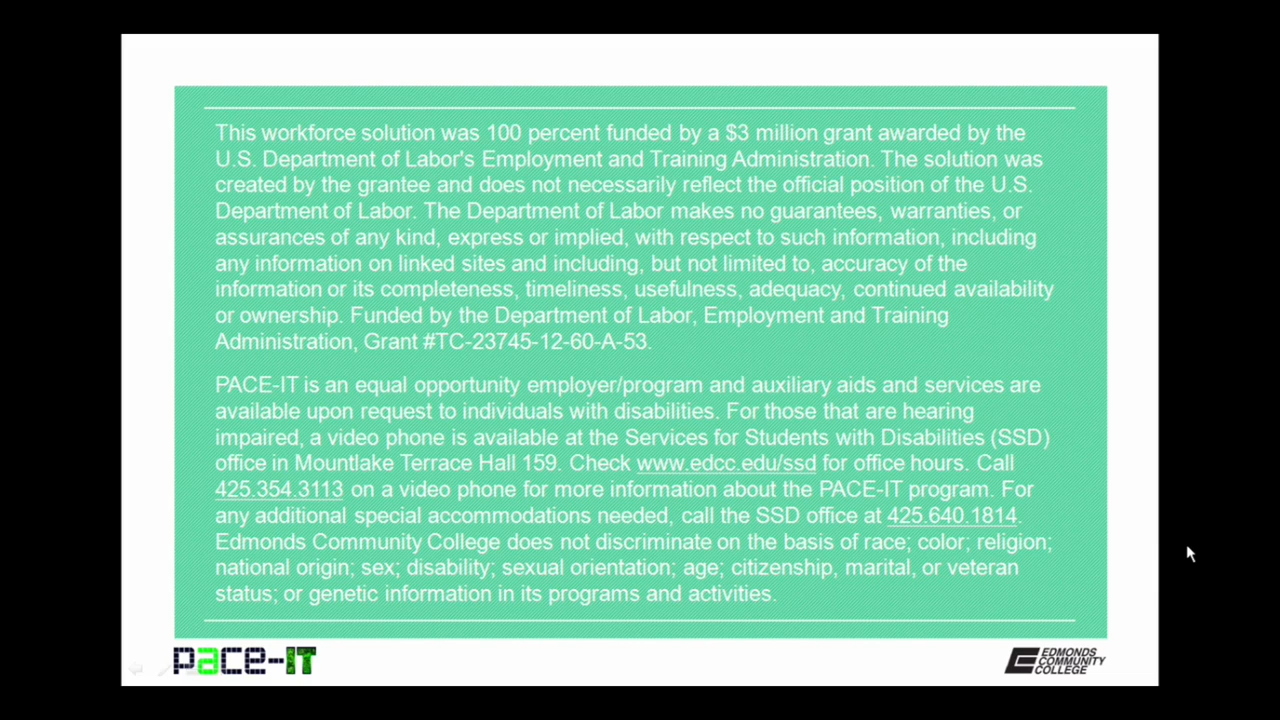 This workforce solution was 100 percent funded by a $3 million grant awarded by the
U.S. Department of Labor's Employment and Training Administration. The solution was
created by the grantee and does not necessarily reflect the official position of the U.S.
Department of Labor. The Department of Labor makes no guarantees, warranties, or
assurances of any kind, express or implied, with respect to such information, including
any information on linked sites and including, but not limited to, accuracy of the
information or its completeness, timeliness, usefulness, adequacy, continued availability
or ownership. Funded by the Department of Labor, Employment and Training
Administration, Grant #TC-23745-12-60-A-53.
PACE-IT is an equal opportunity employer/program and auxiliary aids and services are
available upon request to individuals with disabilities. For those that are hearing
impaired, a video phone is available at the Services for Students with Disabilities (SSD)
office in Mountlake Terrace Hall 159. Check www.edcc.edu/ssd for office hours. Call
425.354.3113 on a video phone for more information about the PACE-IT program. For
any additional special accommodations needed, call the SSD office at 425.640.1814.
Edmonds Community College does not discriminate on the basis of race; color; religion;
national origin; sex; disability; sexual orientation; age; citizenship, marital, or veteran
status; or genetic information in its programs and activities.
pace-IT
EDMONDS
COMMUNITY
COLLEGE